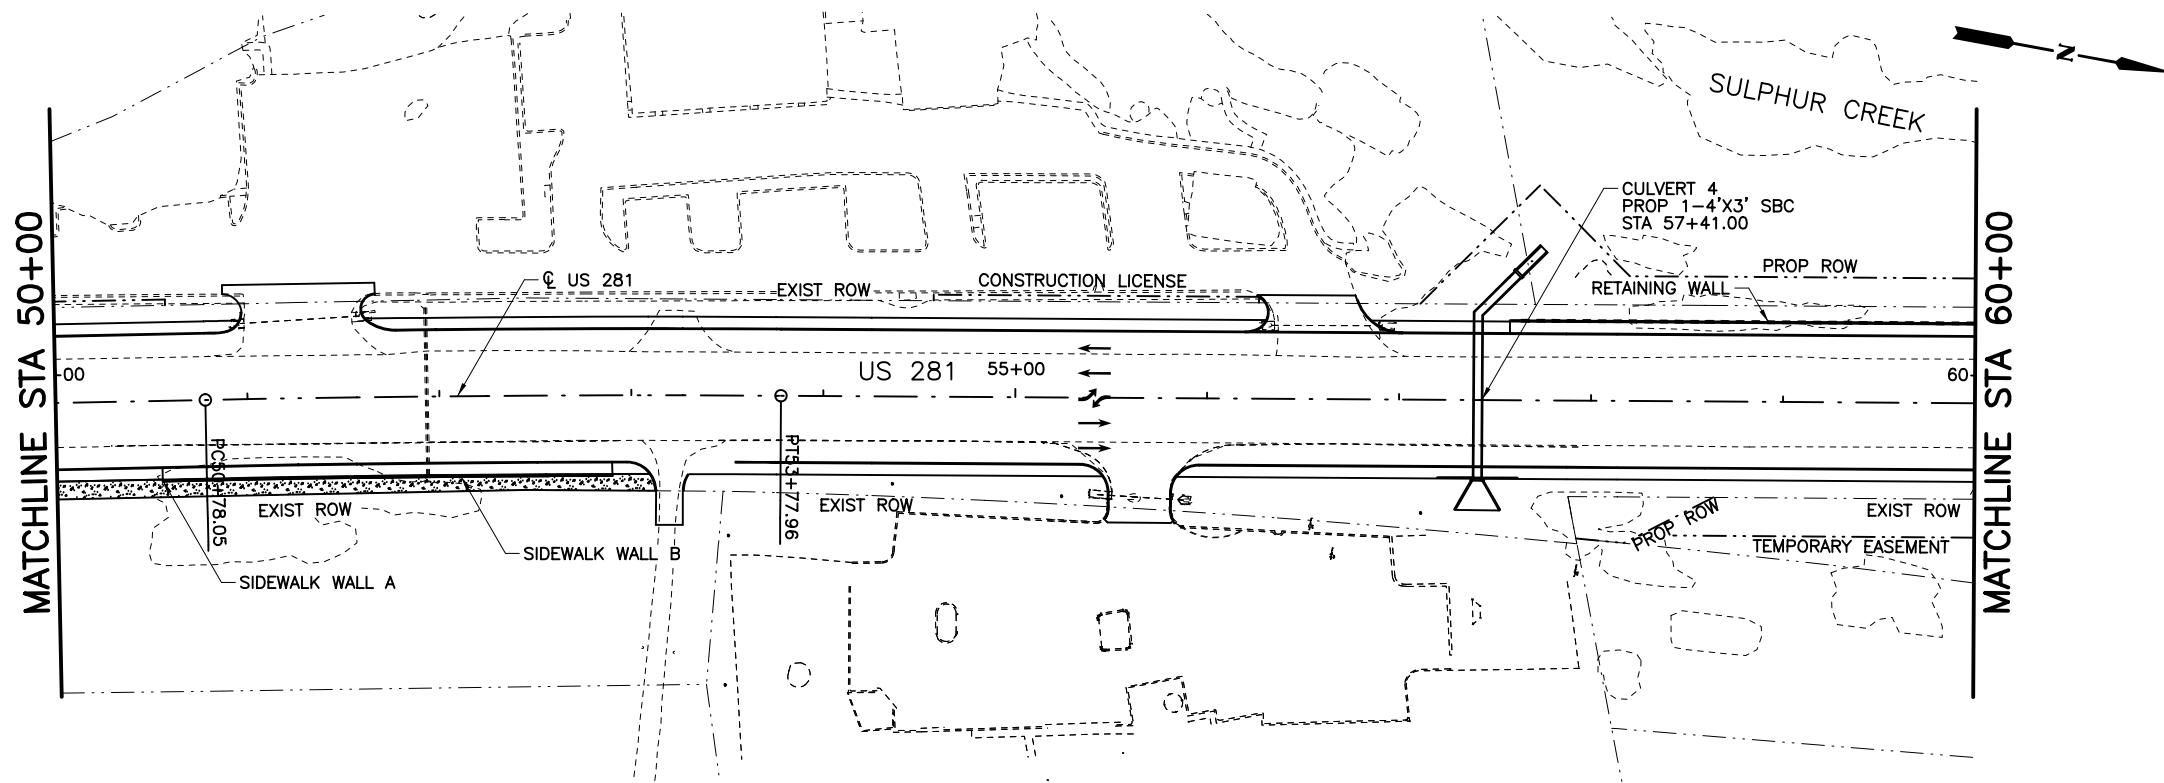 N
SULPHUR CREEK
CULVERT 4
PROP 1-4'X3' SBC
STA 57+41.00
MATCHLINE STA 50+00
℄ US 281
EXIST ROW
CONSTRUCTION LICENSE
PROP ROW
RETAINING WALL
MATCHLINE STA 60+00
00
US 281
55+00
60
PC50+78.05
PT53+77.96
EXIST ROW
EXIST ROW
PROP ROW
EXIST ROW
TEMPORARY EASEMENT
SIDEWALK WALL B
SIDEWALK WALL A